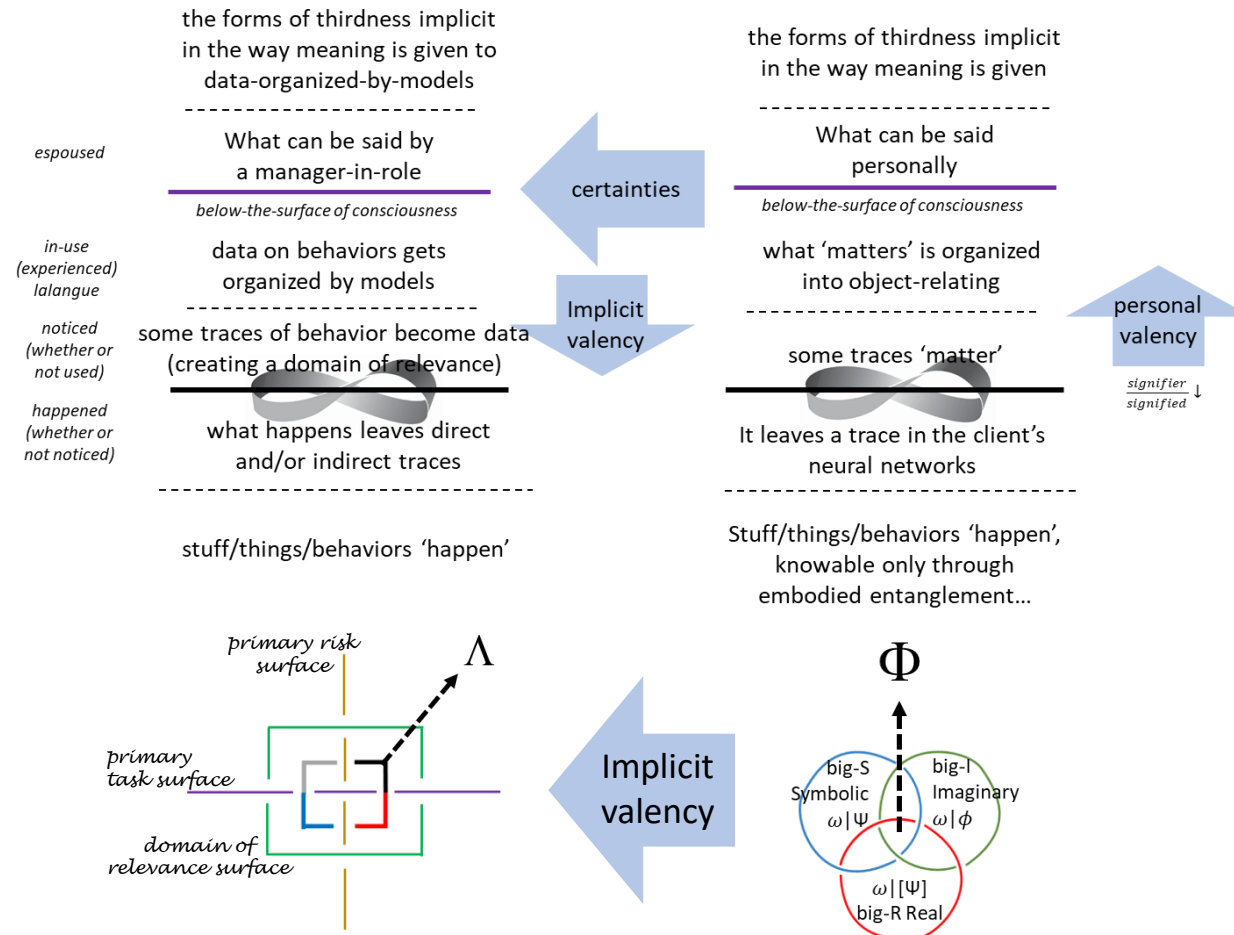 the forms of thirdness implicit
in the way meaning is given to
data-organized-by-models
the forms of thirdness implicit
in the way meaning is given
espoused
What can be said by
a manager-in-role
certainties
What can be said
personally
below-the-surface of consciousness
below-the-surface of consciousness
in-use
(experienced)
lalangue
data on behaviors gets
organized by models
what ‘matters’ is organized
into object-relating
Implicit
valency
personal
valency
noticed
(whether or
not used)
some traces of behavior become data
(creating a domain of relevance)
some traces ‘matter’
signifier
signified ↓
happened
(whether or
not noticed)
what happens leaves direct
and/or indirect traces
It leaves a trace in the client’s
neural networks
stuff/things/behaviors ‘happen’
Stuff/things/behaviors ‘happen’,
knowable only through
embodied entanglement…
primary risk
surface
Λ
primary
task surface
domain of
relevance surface
Implicit
valency
Φ
big-S
Symbolic
ω|Ψ
big-I
Imaginary
ω|ϕ
ω|[Ψ]
big-R Real